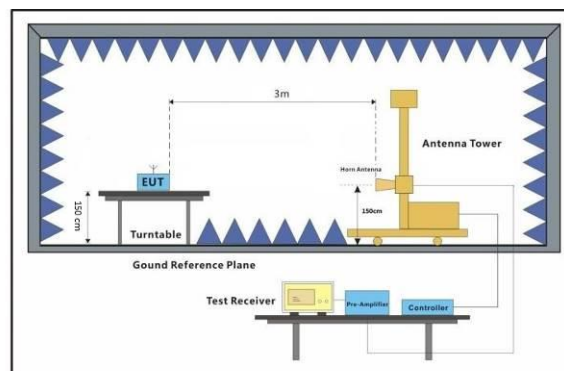 3m
Antenna Tower
Horn Antenna
EUT
150 cm
150cm
Turntable
Gound Reference Plane
Test Receiver
Pre-Amplifier
Controller